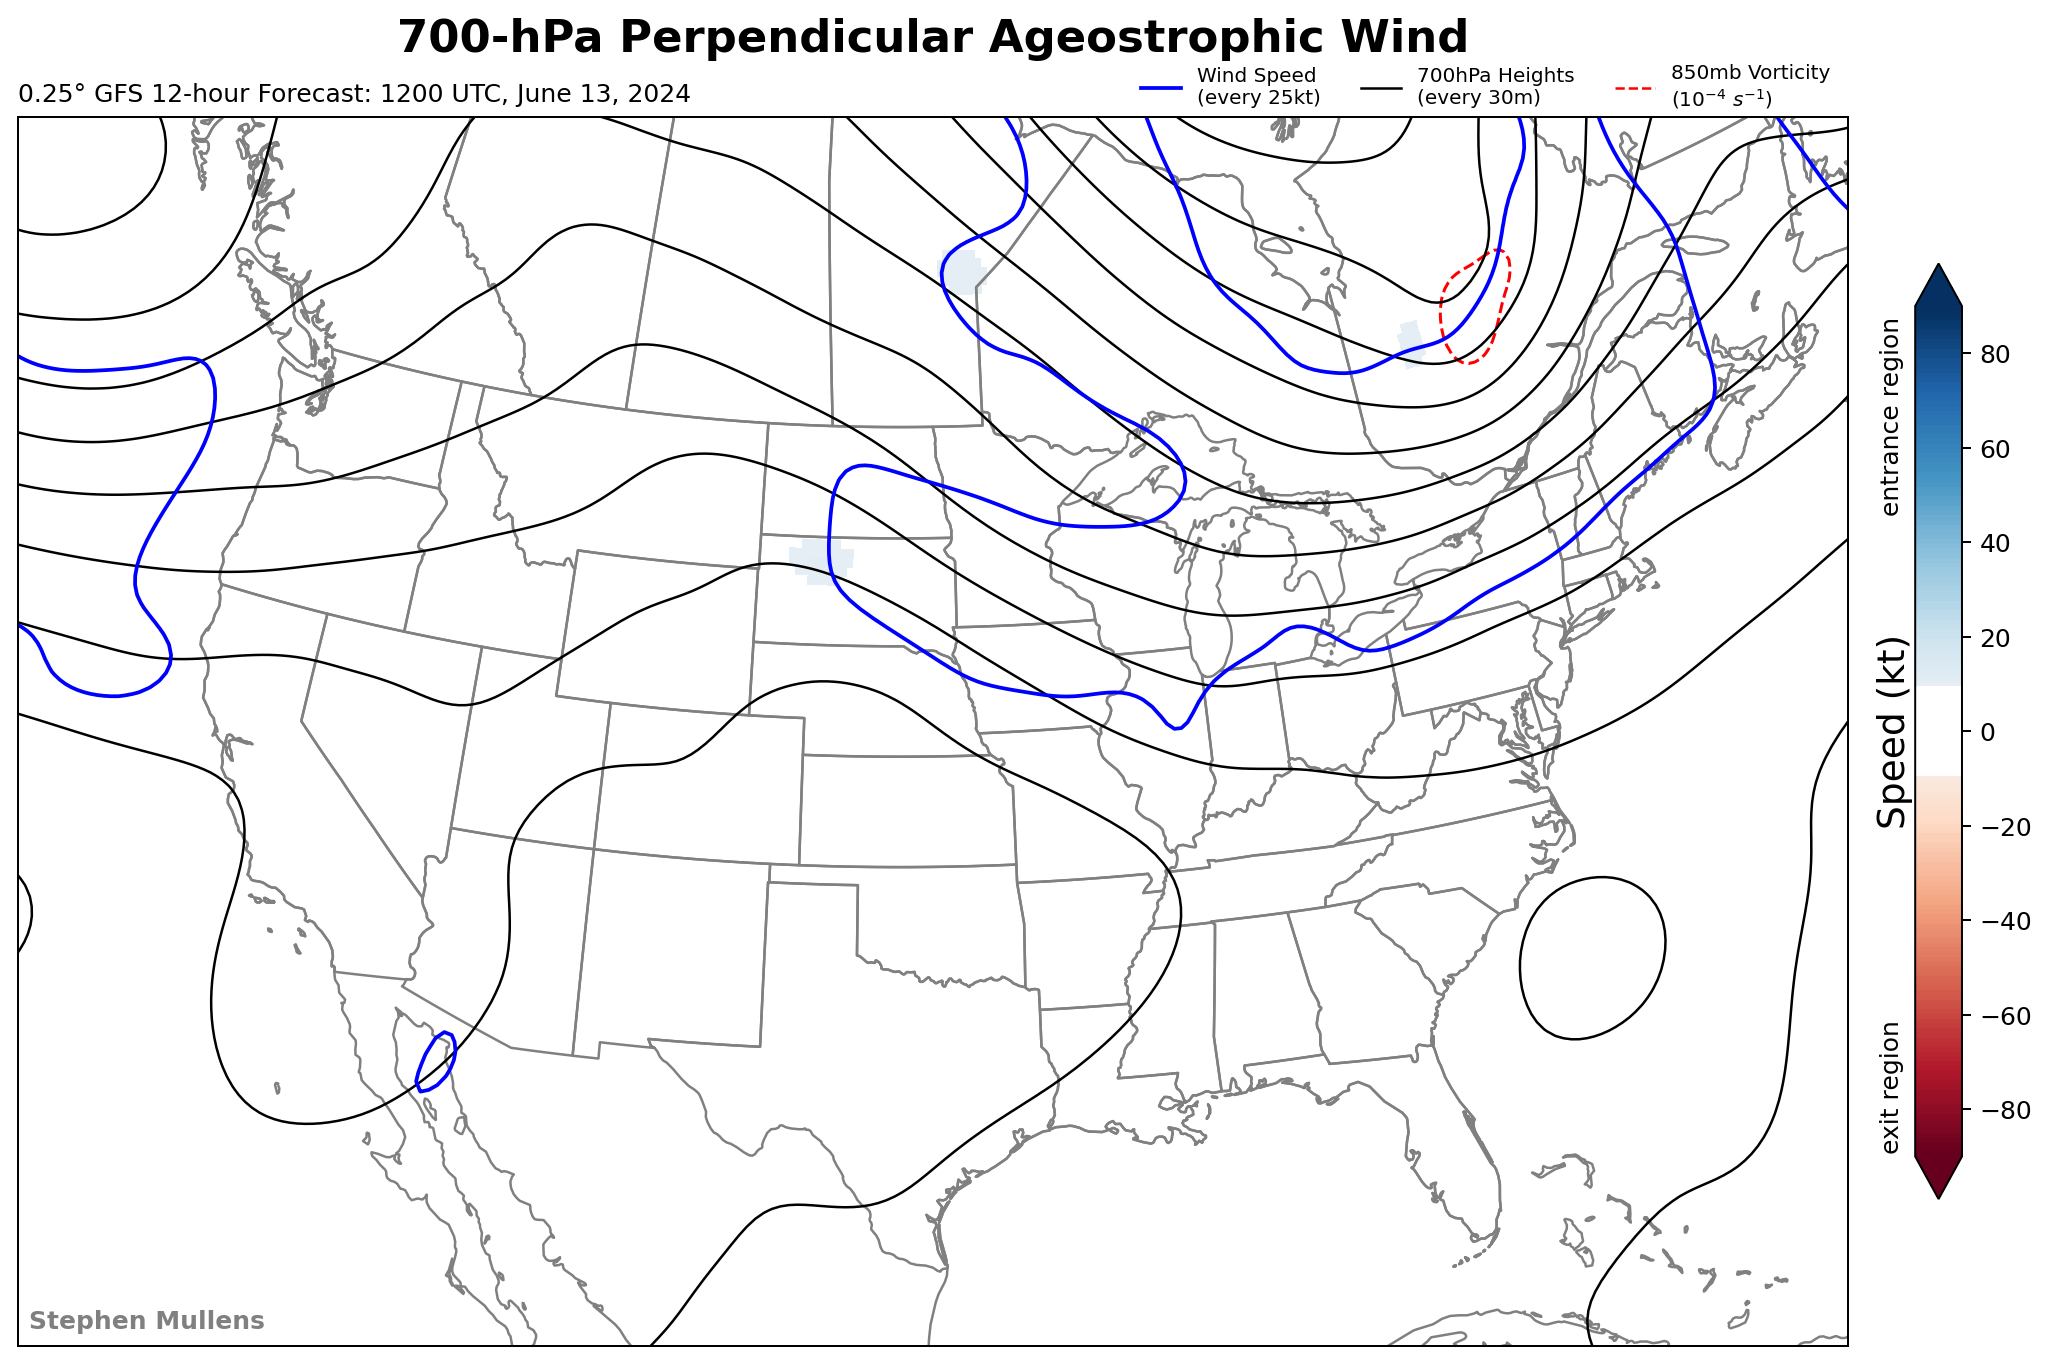 700-hPa Perpendicular Ageostrophic Wind
0.25° GFS 12-hour Forecast: 1200 UTC, June 13, 2024
Wind Speed
(every 25kt)
700hPa Heights
(every 30m)
850mb Vorticity
(10⁻⁴ s⁻¹)
entrance region
Speed (kt)
exit region
80
60
40
20
0
−20
−40
−60
−80
Stephen Mullens